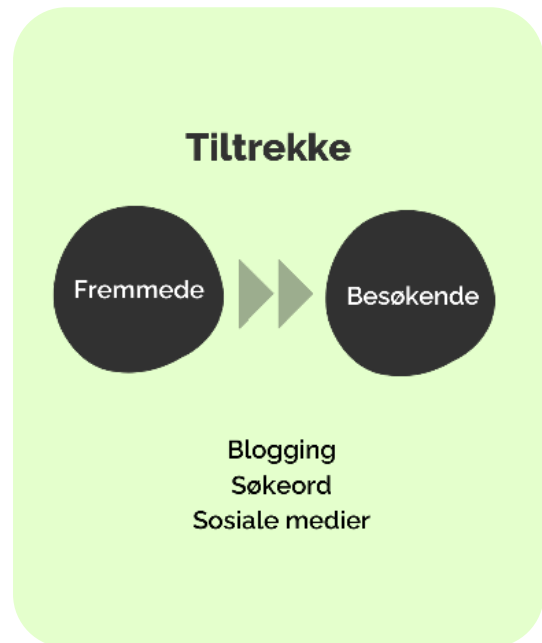 Tiltrekke
Fremmede
Besøkende
Blogging
Søkeord
Sosiale medier